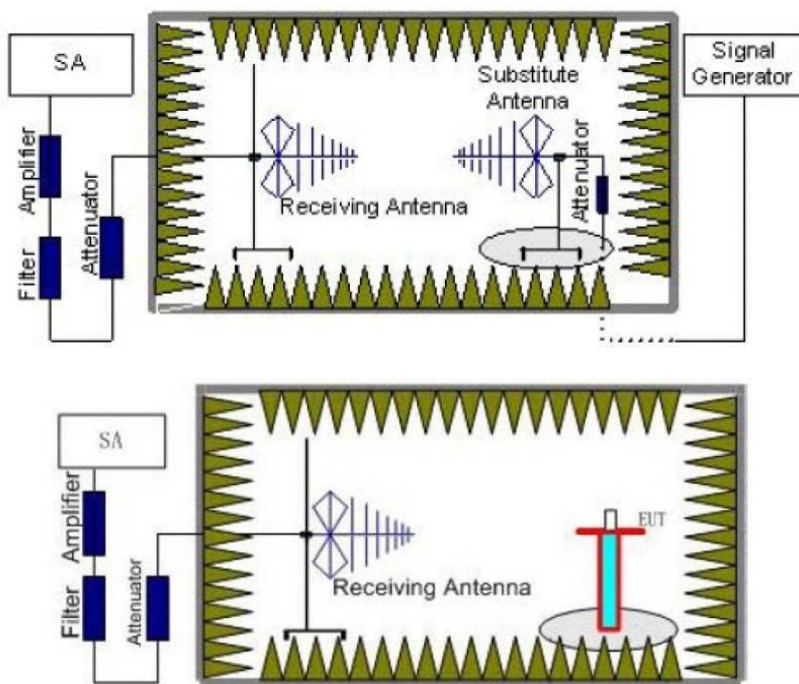 SA
Signal
Generator
Substitute
Antenna
Amplifier
Attenuator
Attenuator
Receiving Antenna
Filter
SA
Amplifier
EUT
Receiving Antenna
Filter
Attenuator